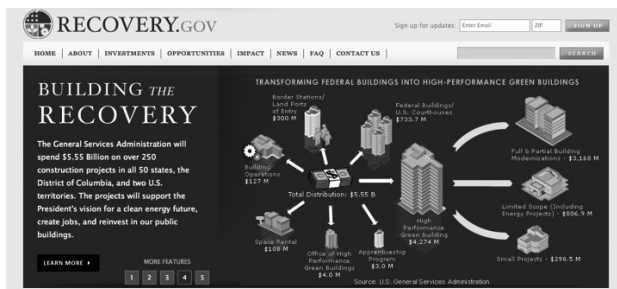 RECOVERY.GOV
Sign up for updates: Enter Email ZIP SIGN UP
HOME | ABOUT | INVESTMENTS | OPPORTUNITIES | IMPACT | NEWS | FAQ | CONTACT US |
SEARCH
BUILDING THE
RECOVERY
The General Services Administration will
spend $5.55 Billion on over 250
construction projects in all 50 states, the
District of Columbia, and two U.S.
territories. The projects will support the
President's vision for a clean energy future,
create jobs, and reinvest in our public
buildings.
LEARN MORE
MORE FEATURES
1 2 3 4 5
TRANSFORMING FEDERAL BUILDINGS INTO HIGH-PERFORMANCE GREEN BUILDINGS
Border Stations/
Land Ports
of Entry
$300 M
Federal Buildings/
U.S. Courthouses
$733.7 M
Building
Operations
$127 M
Total Distribution: $5.55 B
Space Rental
$108 M
Office of High
Performance
Green Buildings
$4.0 M
Apprenticeship
Program
$3.0 M
High
Performance
Green Building
$4,274 M
Full & Partial Building
Modernizations - $3,168 M
Limited Scope (Including
Energy Projects) - $806.9 M
Small Projects - $298.5 M
Source: U.S. General Services Administration